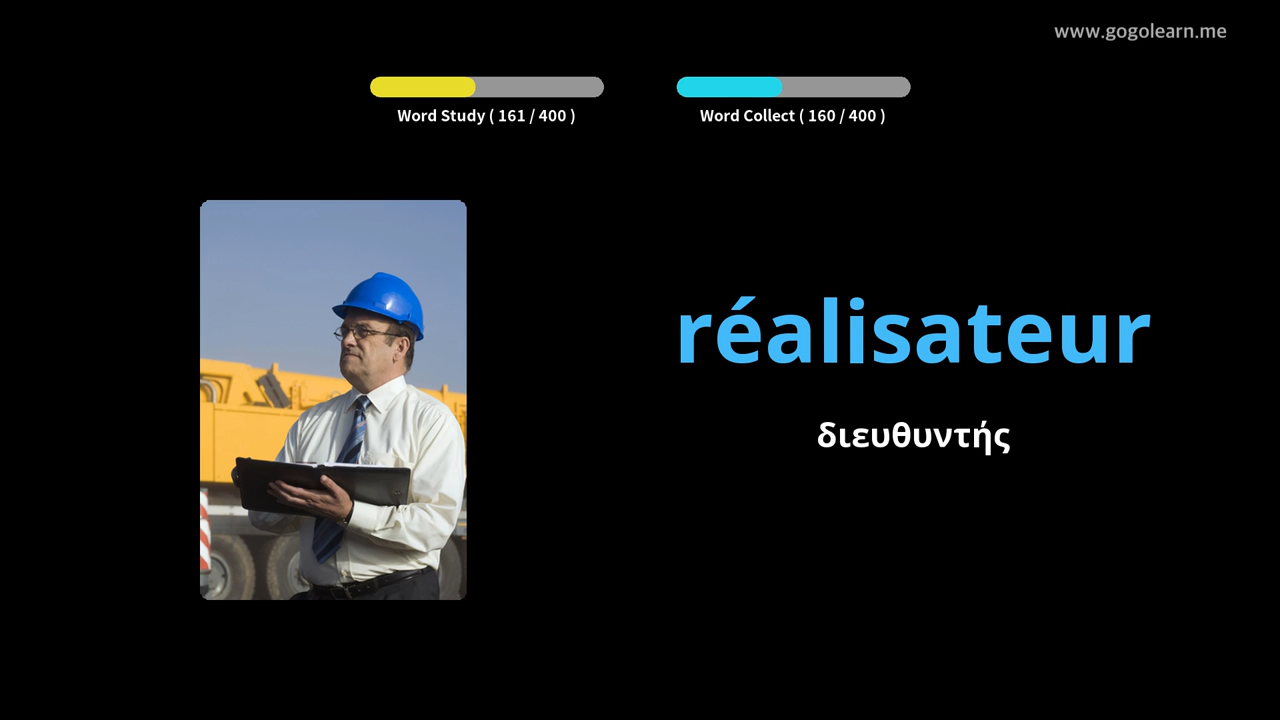 www.gogolearn.me
Word Study ( 161 / 400 )
Word Collect ( 160 / 400 )
réalisateur
διευθυντής